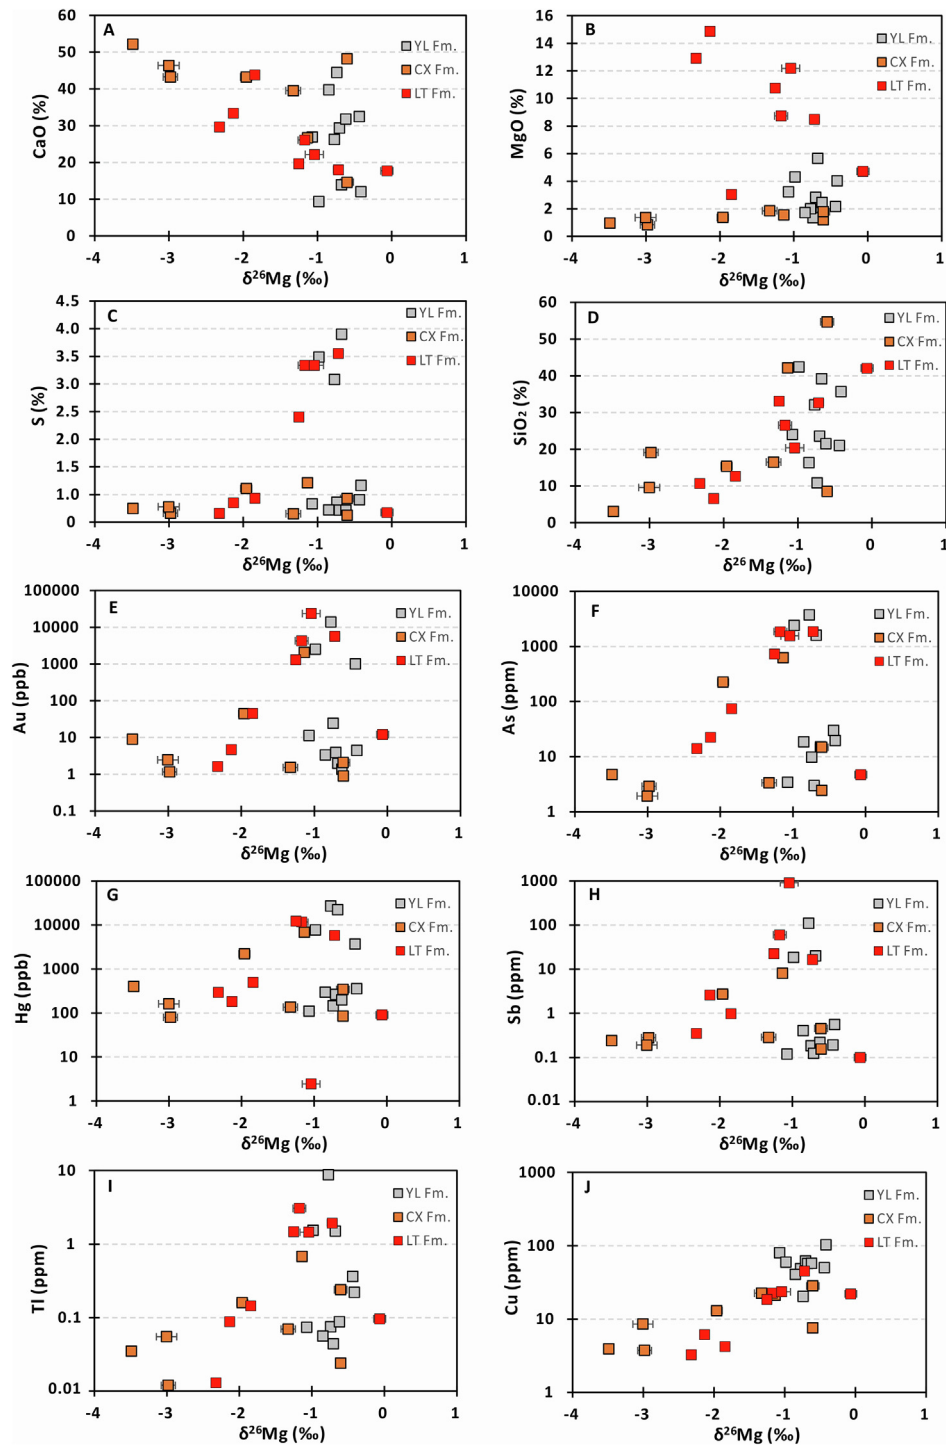 A
60
50
40
30
20
10
0
CaO (%)
-4 -3 -2 -1 0 1
δ²⁶Mg (‰)
YL Fm.
CX Fm.
LT Fm.
B
16
14
12
10
8
6
4
2
0
MgO (%)
-4 -3 -2 -1 0 1
δ²⁶Mg (‰)
YL Fm.
CX Fm.
LT Fm.
C
4.5
4.0
3.5
3.0
2.5
2.0
1.5
1.0
0.5
0.0
S (%)
-4 -3 -2 -1 0 1
δ²⁶Mg (‰)
YL Fm.
CX Fm.
LT Fm.
D
60
50
40
30
20
10
0
SiO₂ (%)
-4 -3 -2 -1 0 1
δ²⁶Mg (‰)
YL Fm.
CX Fm.
LT Fm.
E
100000
10000
1000
100
10
1
0.1
Au (ppb)
-4 -3 -2 -1 0 1
δ²⁶Mg (‰)
YL Fm.
CX Fm.
LT Fm.
F
10000
1000
100
10
1
As (ppm)
-4 -3 -2 -1 0 1
δ²⁶Mg (‰)
YL Fm.
CX Fm.
LT Fm.
G
100000
10000
1000
100
10
1
Hg (ppb)
-4 -3 -2 -1 0 1
δ²⁶Mg (‰)
YL Fm.
CX Fm.
LT Fm.
H
1000
100
10
1
0.1
0.01
Sb (ppm)
-4 -3 -2 -1 0 1
δ²⁶Mg (‰)
YL Fm.
CX Fm.
LT Fm.
I
10
1
0.1
0.01
Tl (ppm)
-4 -3 -2 -1 0 1
δ²⁶Mg (‰)
YL Fm.
CX Fm.
LT Fm.
J
1000
100
10
1
Cu (ppm)
-4 -3 -2 -1 0 1
δ²⁶Mg (‰)
YL Fm.
CX Fm.
LT Fm.